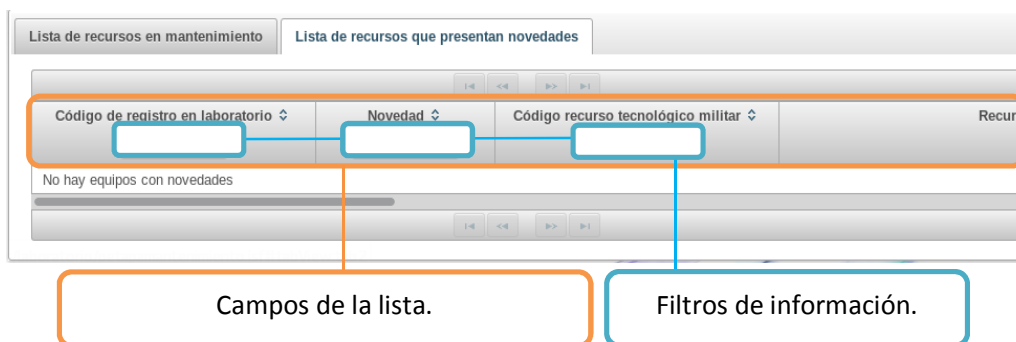 Lista de recursos en mantenimiento Lista de recursos que presentan novedades
Código de registro en laboratorio Novedad Código recurso tecnológico militar Recur
No hay equipos con novedades
Campos de la lista. Filtros de información.